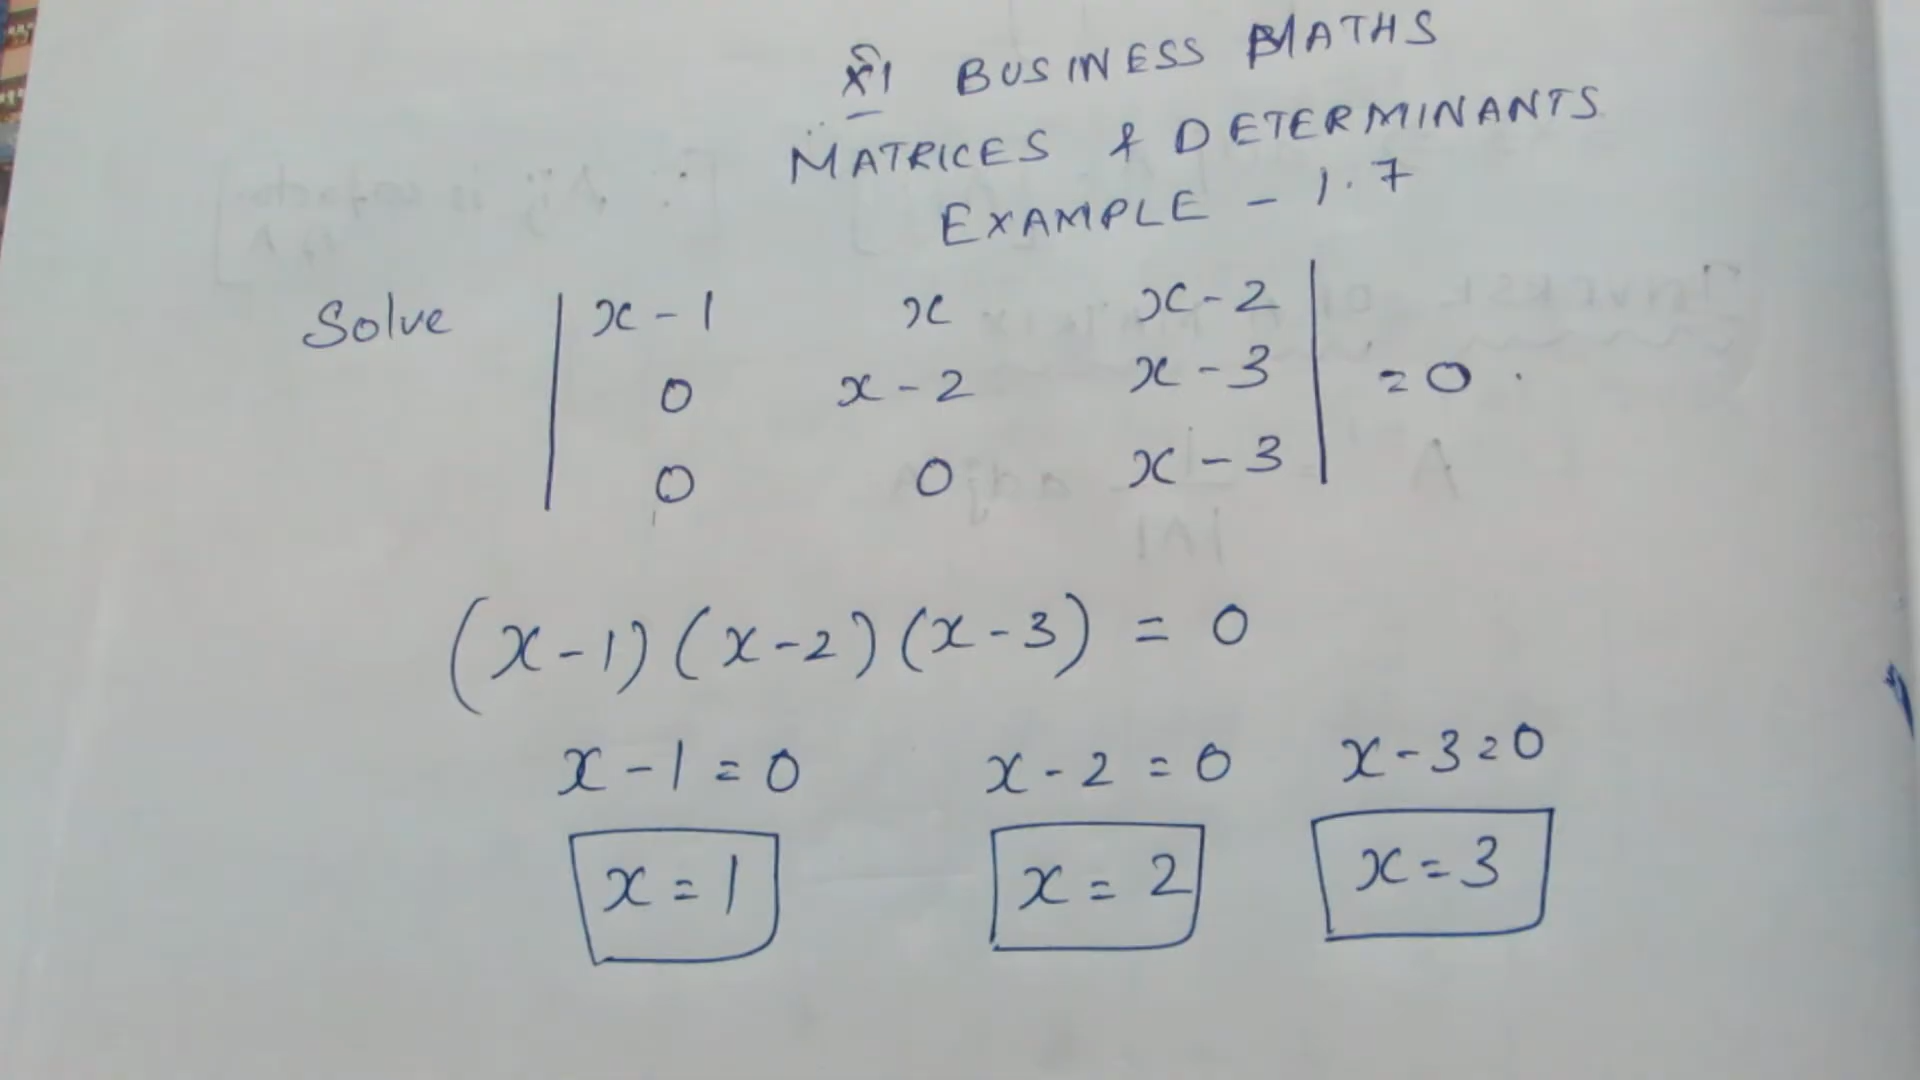 XI BUSINESS MATHS
MATRICES & DETERMINANTS
EXAMPLE - 1.7
Solve | x-1 x x-2 |
| 0 x-2 x-3 | = 0.
| 0 0 x-3 |
(x-1)(x-2)(x-3) = 0
x-1=0 x-2=0 x-3=0
x=1 x=2 x=3